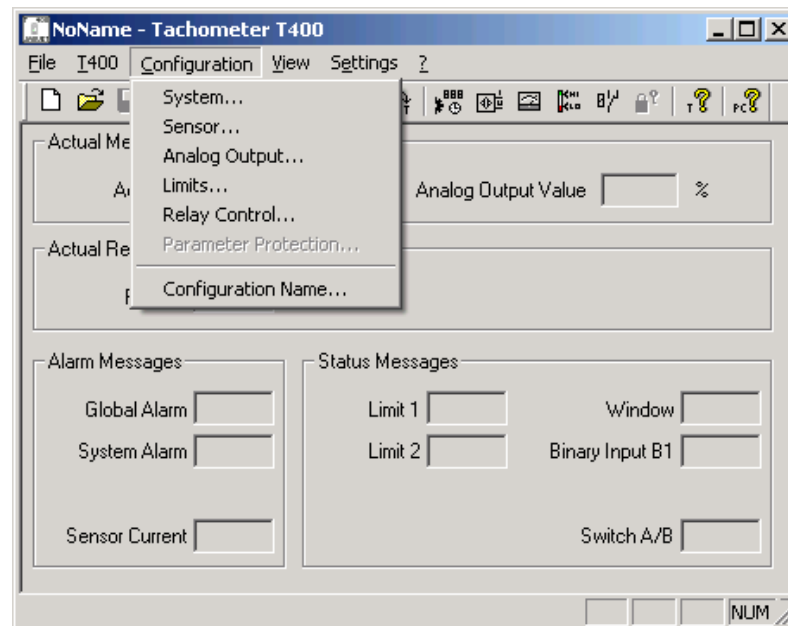 NoName - Tachometer T400
File T400 Configuration View Settings ?
System...
Sensor...
Analog Output...
Limits...
Relay Control...
Parameter Protection...
Configuration Name...
Actual Me
Analog Output Value %
Actual Re
Alarm Messages
Global Alarm
System Alarm
Sensor Current
Status Messages
Limit 1
Window
Limit 2
Binary Input B1
Switch A/B
NUM